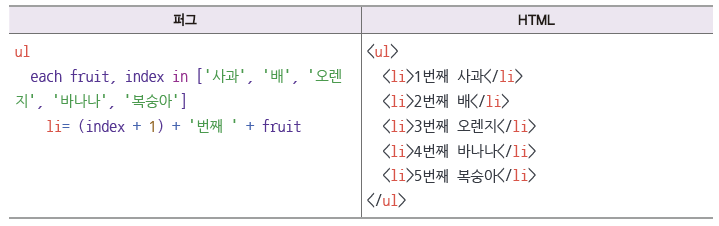 퍼그
HTML
ul
each fruit, index in ['사과', '배', '오렌
지', '바나나', '복숭아']
li= (index + 1) + '번째 ' + fruit
<ul>
<li>1번째 사과</li>
<li>2번째 배</li>
<li>3번째 오렌지</li>
<li>4번째 바나나</li>
<li>5번째 복숭아</li>
</ul>